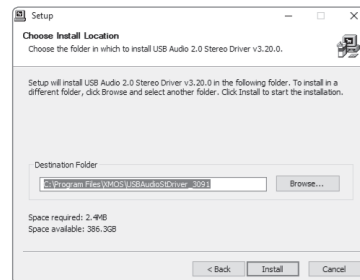 Setup
Choose Install Location
Choose the folder in which to install USB Audio 2.0 Stereo Driver v3.20.0.
Setup will install USB Audio 2.0 Stereo Driver v3.20.0 in the following folder. To install in a
different folder, click Browse and select another folder. Click Install to start the installation.
Destination Folder
C:\Program Files\XMOS\USBAudioStDriver_3091
Browse...
Space required: 2.4MB
Space available: 386.3GB
< Back
Install
Cancel